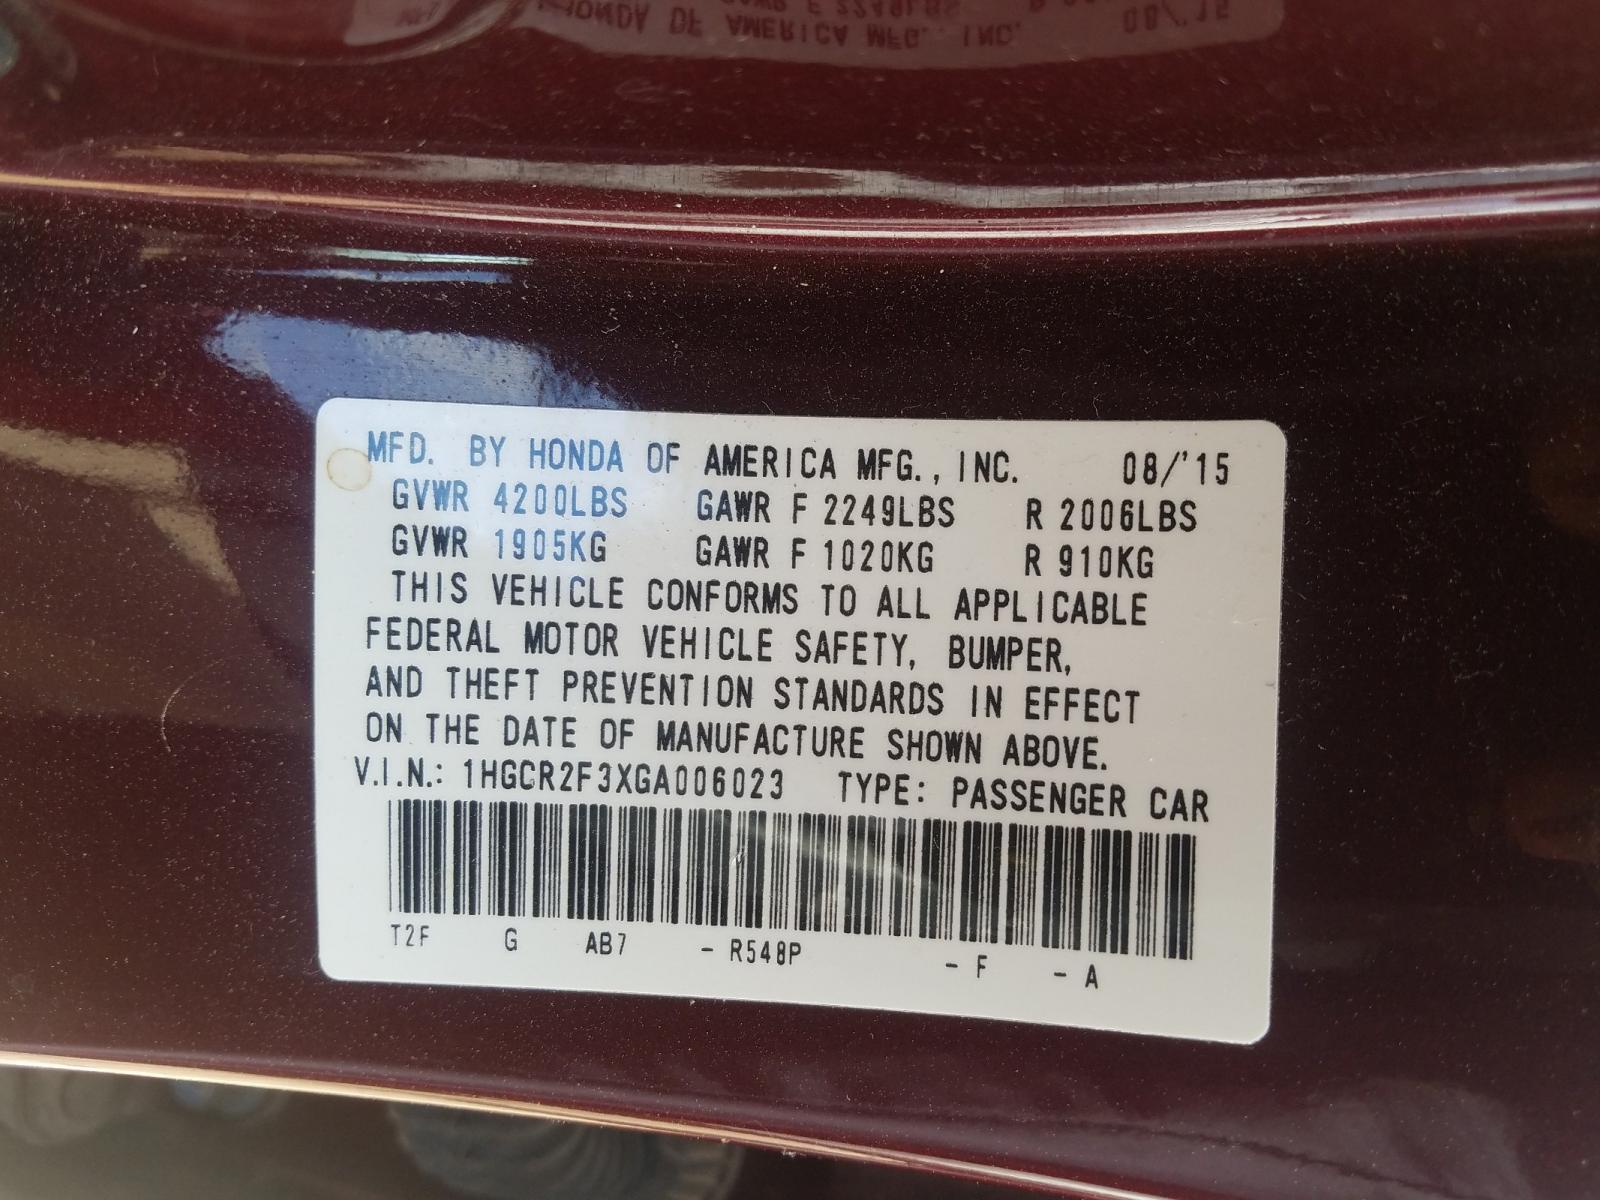 MFD. BY HONDA OF AMERICA MFG., INC. 08/'15
GVWR 4200LBS GAWR F 2249LBS R 2006LBS
GVWR 1905KG GAWR F 1020KG R 910KG
THIS VEHICLE CONFORMS TO ALL APPLICABLE
FEDERAL MOTOR VEHICLE SAFETY, BUMPER,
AND THEFT PREVENTION STANDARDS IN EFFECT
ON THE DATE OF MANUFACTURE SHOWN ABOVE.
V.I.N.: 1HGCR2F3XGA006023 TYPE: PASSENGER CAR
T2F G AB7 - R548P - F - A